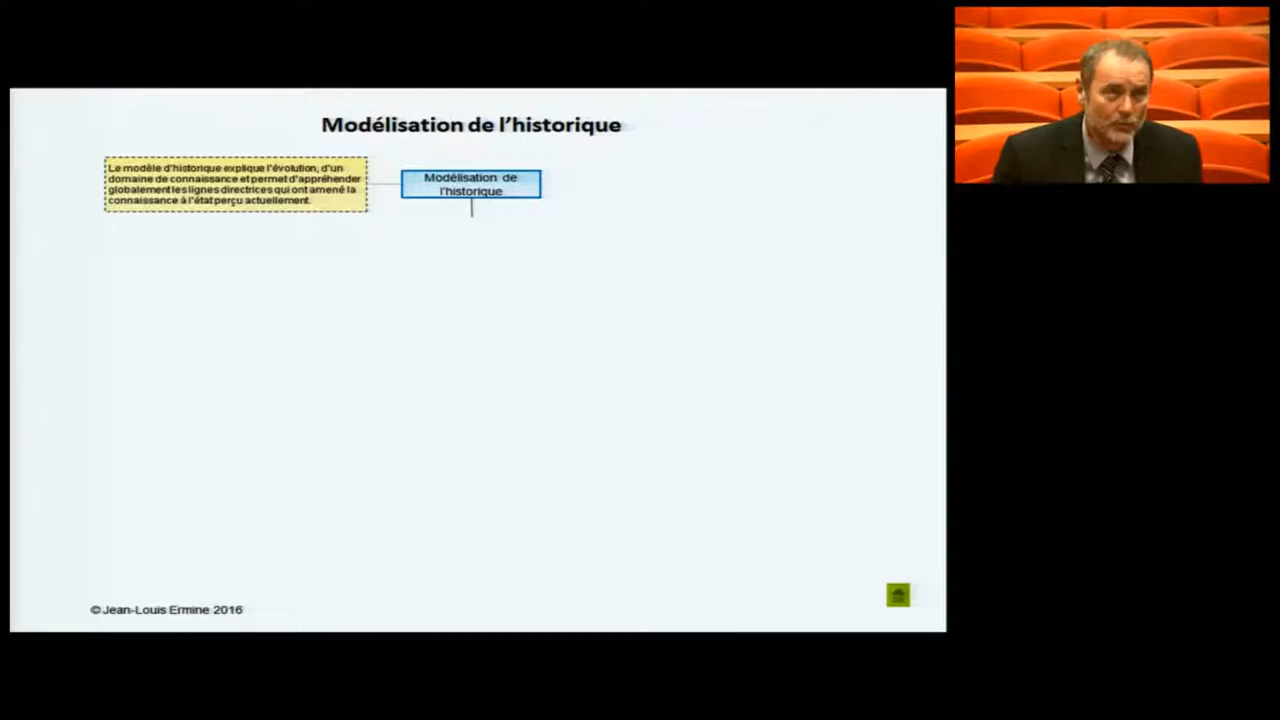 Modélisation de l'historique
Le modèle d'historique explique l'évolution, d'un
domaine de connaissance et permet d'appréhender
globalement les lignes directrices qui ont amené la
connaissance à l'état perçu actuellement.
Modélisation de
l'historique
© Jean-Louis Ermine 2016